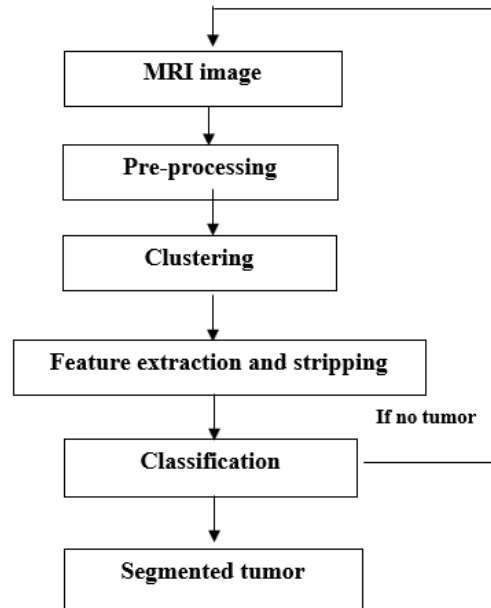 MRI image
Pre-processing
Clustering
Feature extraction and stripping
If no tumor
Classification
Segmented tumor